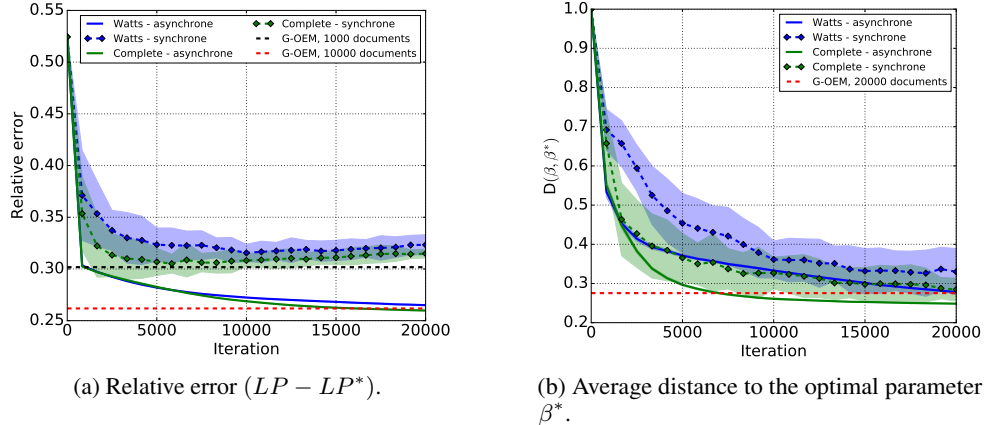 Watts - asynchrone
Watts - synchrone
Complete - asynchrone
Complete - synchrone
G-OEM, 1000 documents
G-OEM, 10000 documents
0.55
0.50
0.45
0.40
0.35
0.30
0.25
Relative error
0
5000
10000
15000
20000
Iteration
(a) Relative error (LP − LP*).
Watts - asynchrone
Watts - synchrone
Complete - asynchrone
Complete - synchrone
G-OEM, 20000 documents
1.0
0.9
0.8
0.7
0.6
0.5
0.4
0.3
0.2
D(β, β*)
0
5000
10000
15000
20000
Iteration
(b) Average distance to the optimal parameter
β*.